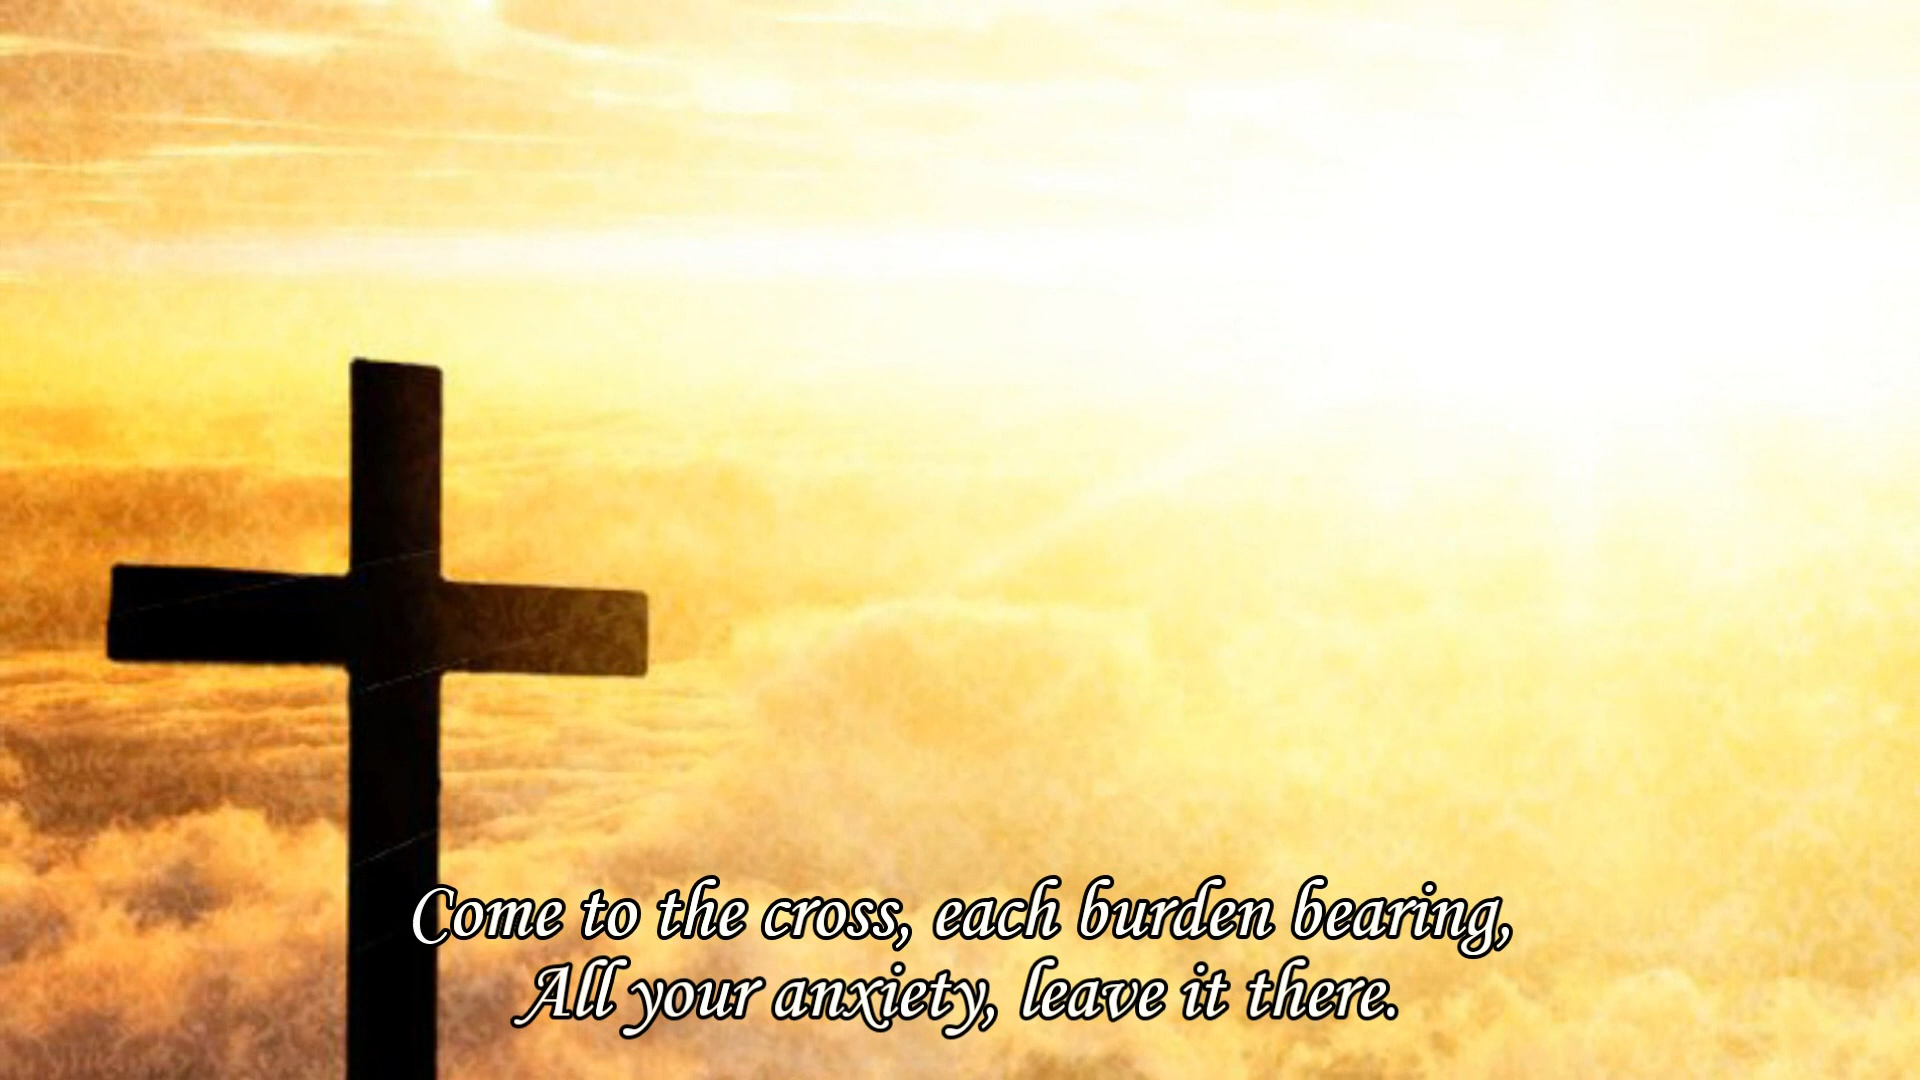 Come to the cross, each burden bearing,
All your anxiety, leave it there.